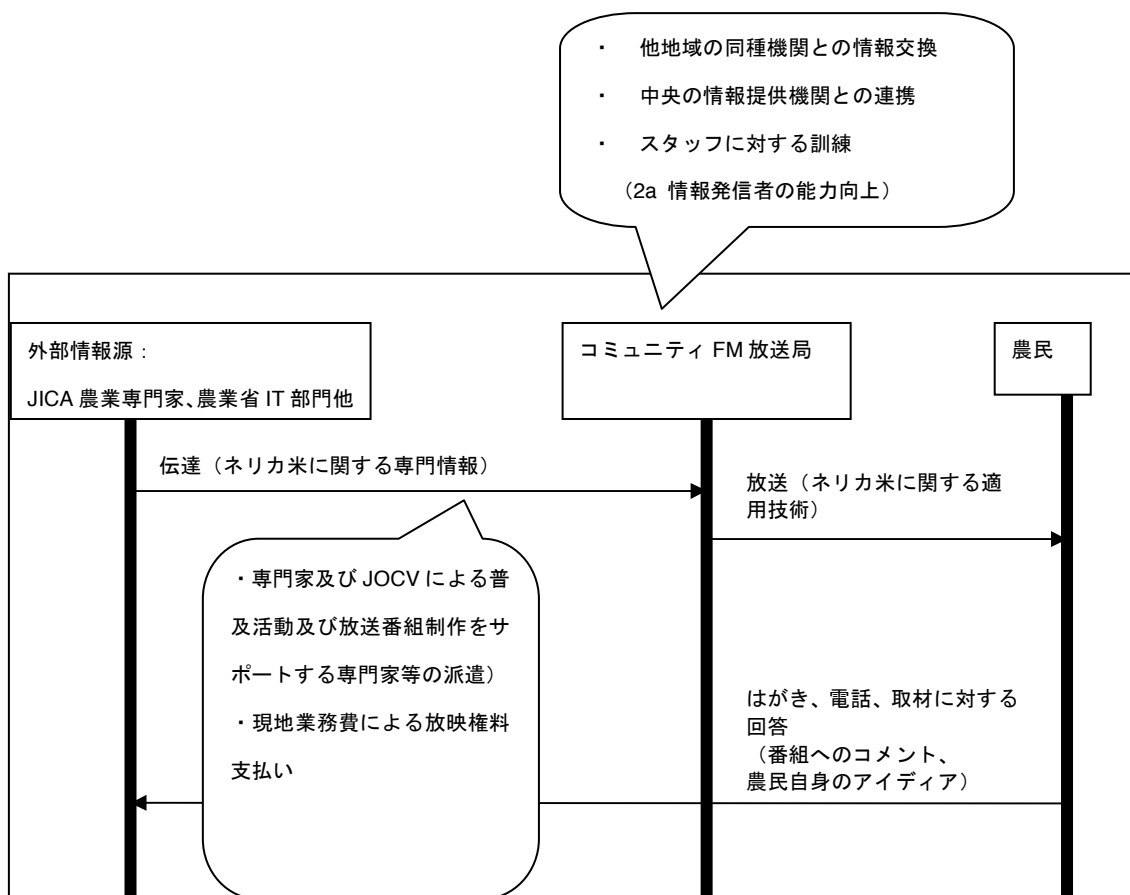 ・ 他地域の同種機関との情報交換
・ 中央の情報提供機関との連携
・ スタッフに対する訓練
（2a 情報発信者の能力向上）
外部情報源：
JICA 農業専門家、農業省 IT 部門他
コミュニティ FM 放送局
農民
伝達（ネリカ米に関する専門情報）
放送（ネリカ米に関する適
用技術）
・専門家及び JOCV による普
及活動及び放送番組制作をサ
ポートする専門家等の派遣）
・現地業務費による放映権料
支払い
はがき、電話、取材に対する
回答
（番組へのコメント、
農民自身のアイディア）